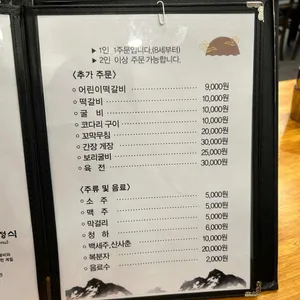 ▶ 1인 1주문입니다.(8세부터)
▶ 2인 이상 주문가능합니다.
<추가 주문>
○ 어린이떡갈비 9,000원
○ 떡갈비 10,000원
○ 굴 비 10,000원
○ 코다리 구이 10,000원
○ 꼬막무침 20,000원
○ 간장 게장 30,000원
○ 보리굴비 25,000원
○ 육 전 30,000원
<주류 및 음료>
○ 소 주 5,000원
○ 맥 주 5,000원
○ 막걸리 5,000원
○ 청 하 6,000원
○ 백세주,산사춘 10,000원
○ 복분자 20,000원
○ 음료수 2,000원
정식